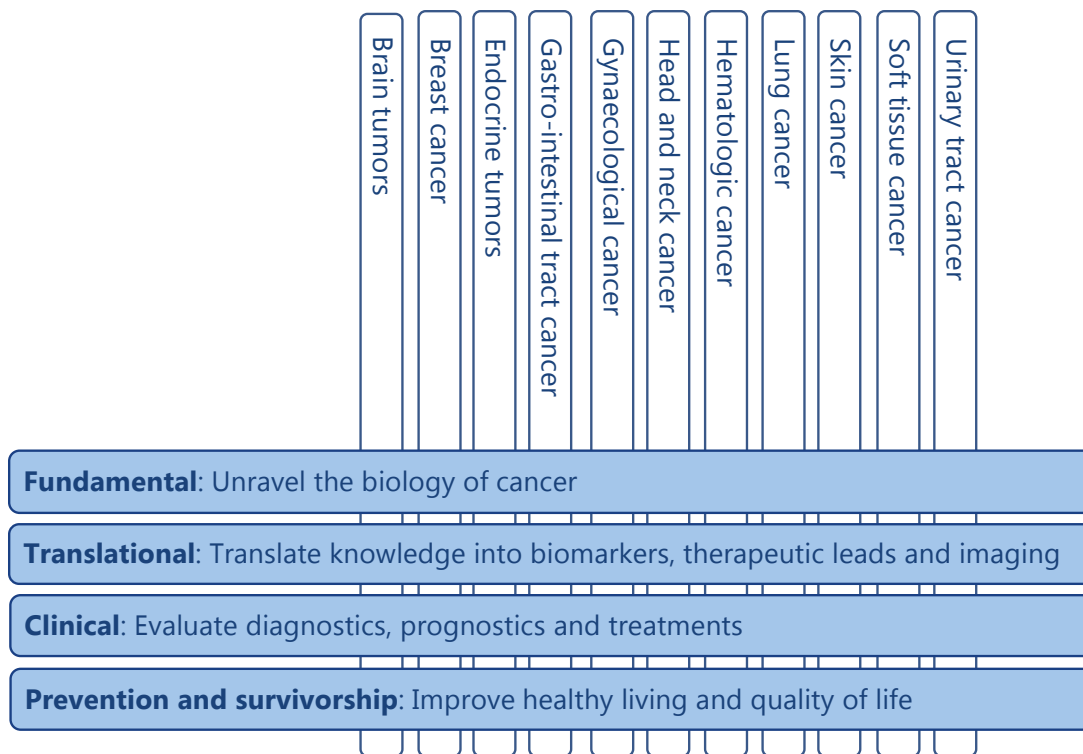 Brain tumors
Breast cancer
Endocrine tumors
Gastro-intestinal tract cancer
Gynaecological cancer
Head and neck cancer
Hematologic cancer
Lung cancer
Skin cancer
Soft tissue cancer
Urinary tract cancer
Fundamental: Unravel the biology of cancer
Translational: Translate knowledge into biomarkers, therapeutic leads and imaging
Clinical: Evaluate diagnostics, prognostics and treatments
Prevention and survivorship: Improve healthy living and quality of life